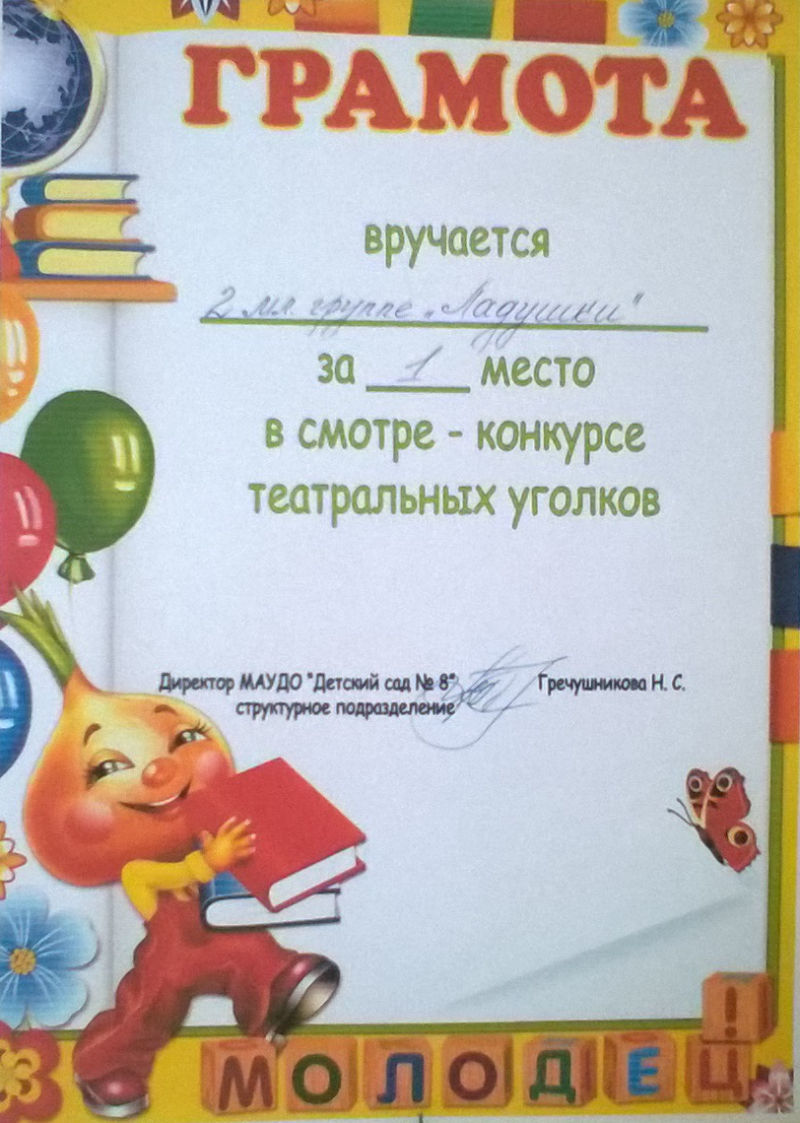 ГРАМОТА
вручается
2 мл. группе „Ладушки"
за 1 место
в смотре - конкурсе
театральных уголков
Директор МАУДО "Детский сад № 8" Гречушникова Н. С.
структурное подразделение
МОЛОДЕЦ!